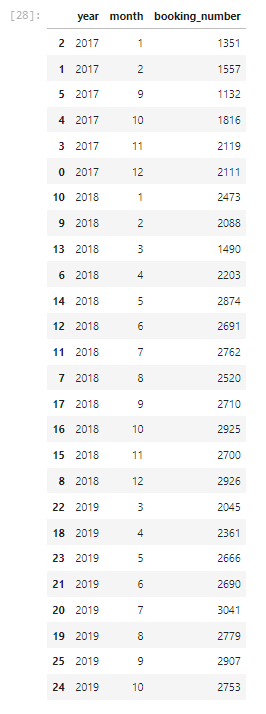 [28]:
year month booking_number
2 2017 1 1351
1 2017 2 1557
5 2017 9 1132
4 2017 10 1816
3 2017 11 2119
0 2017 12 2111
10 2018 1 2473
9 2018 2 2088
13 2018 3 1490
6 2018 4 2203
14 2018 5 2874
12 2018 6 2691
11 2018 7 2762
7 2018 8 2520
17 2018 9 2710
16 2018 10 2925
15 2018 11 2700
8 2018 12 2926
22 2019 3 2045
18 2019 4 2361
23 2019 5 2666
21 2019 6 2690
20 2019 7 3041
19 2019 8 2779
25 2019 9 2907
24 2019 10 2753